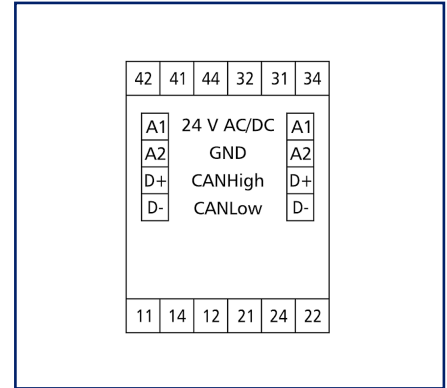 42 41 44 32 31 34
A1 24 V AC/DC A1
A2 GND A2
D+ CANHigh D+
D- CANLow D-
11 14 12 21 24 22